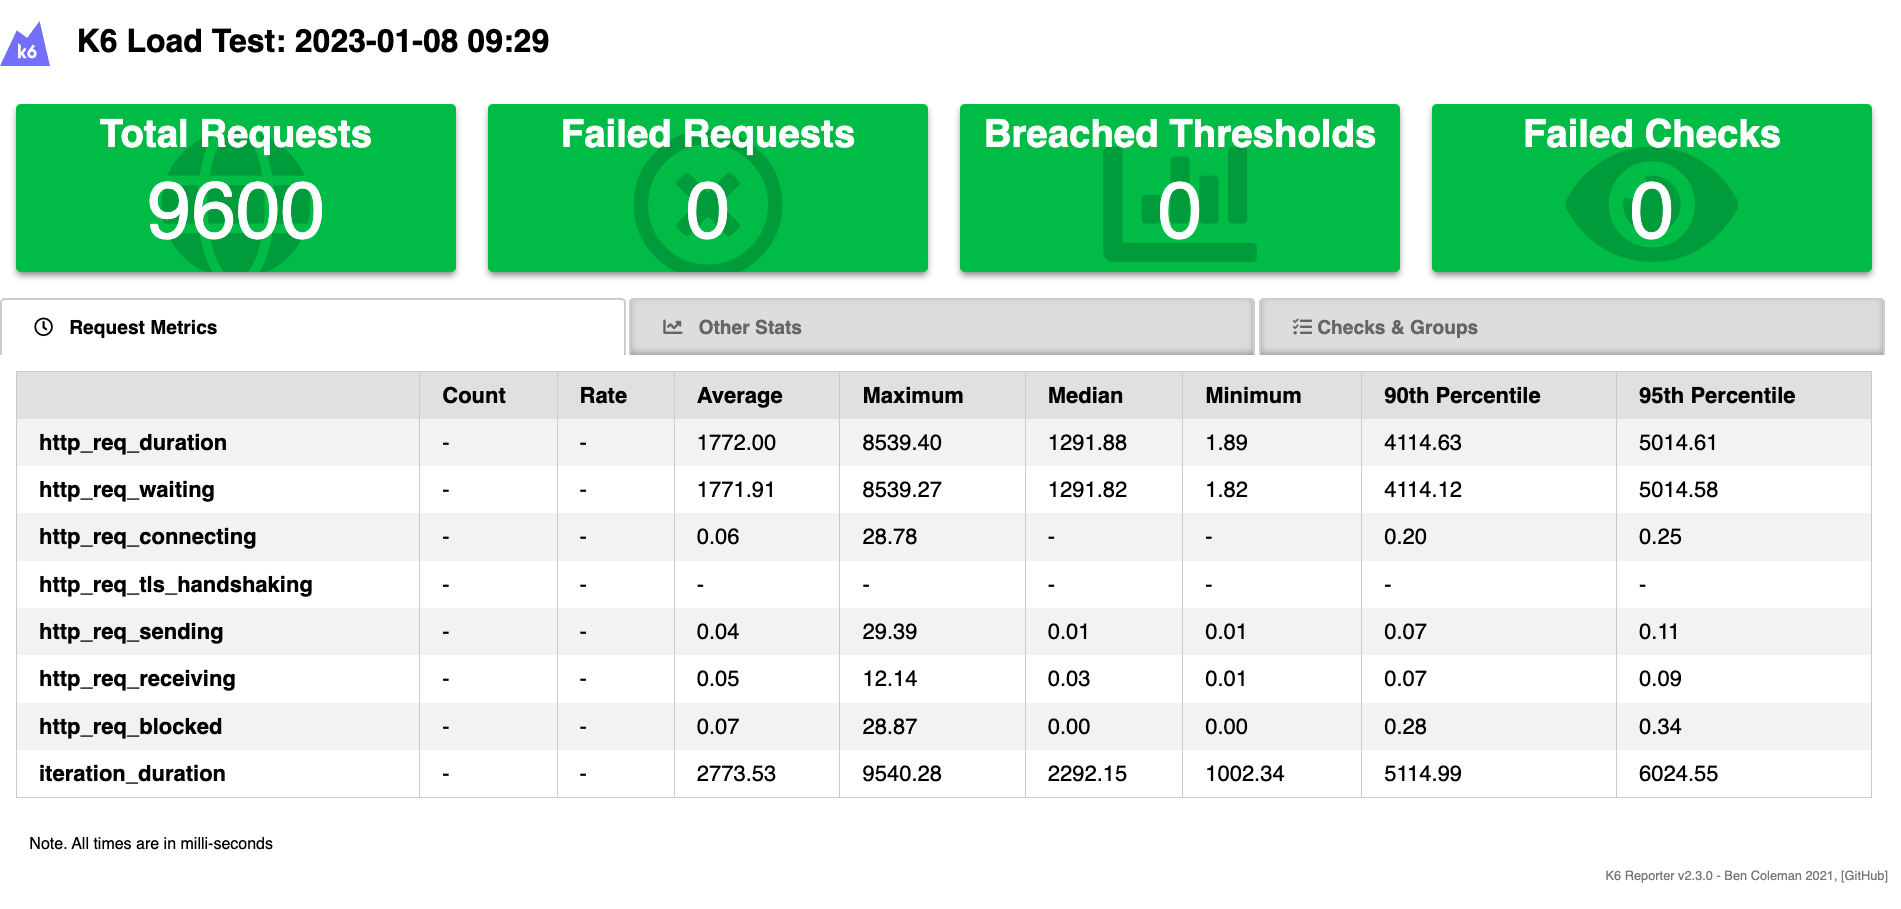 k6
K6 Load Test: 2023-01-08 09:29
Total Requests
9600
Failed Requests
0
Breached Thresholds
0
Failed Checks
0
Request Metrics
Other Stats
Checks & Groups
Count Rate Average Maximum Median Minimum 90th Percentile 95th Percentile
http_req_duration - - 1772.00 8539.40 1291.88 1.89 4114.63 5014.61
http_req_waiting - - 1771.91 8539.27 1291.82 1.82 4114.12 5014.58
http_req_connecting - - 0.06 28.78 - - 0.20 0.25
http_req_tls_handshaking - - - - - - - -
http_req_sending - - 0.04 29.39 0.01 0.01 0.07 0.11
http_req_receiving - - 0.05 12.14 0.03 0.01 0.07 0.09
http_req_blocked - - 0.07 28.87 0.00 0.00 0.28 0.34
iteration_duration - - 2773.53 9540.28 2292.15 1002.34 5114.99 6024.55
Note. All times are in milli-seconds
K6 Reporter v2.3.0 - Ben Coleman 2021, [GitHub]